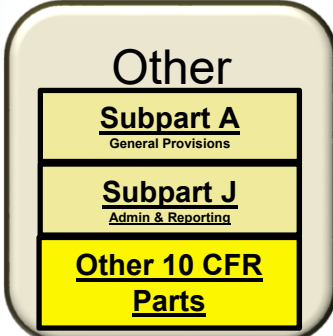 Other
Subpart A
General Provisions
Subpart J
Admin & Reporting
Other 10 CFR
Parts